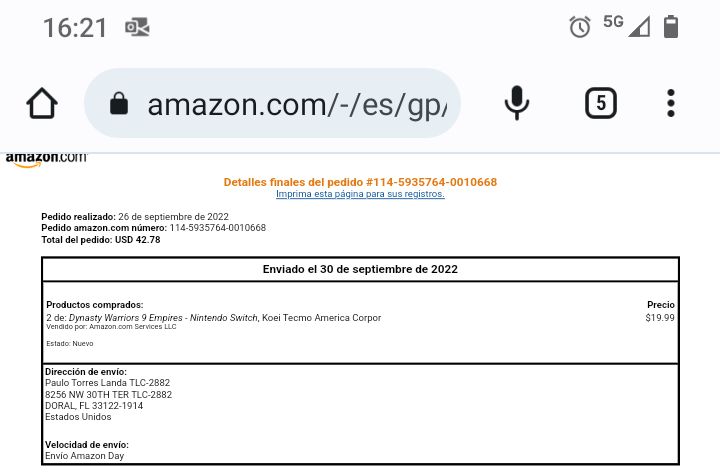 16:21
5G
amazon.com/-/es/gp/
5
amazon.com
Detalles finales del pedido #114-5935764-0010668
Imprima esta página para sus registros.
Pedido realizado: 26 de septiembre de 2022
Pedido amazon.com número: 114-5935764-0010668
Total del pedido: USD 42.78
Enviado el 30 de septiembre de 2022
Productos comprados: Precio
2 de: Dynasty Warriors 9 Empires - Nintendo Switch, Koei Tecmo America Corpor $19.99
Vendido por: Amazon.com Services LLC
Estado: Nuevo
Dirección de envío:
Paulo Torres Landa TLC-2882
8256 NW 30TH TER TLC-2882
DORAL, FL 33122-1914
Estados Unidos
Velocidad de envío:
Envío Amazon Day